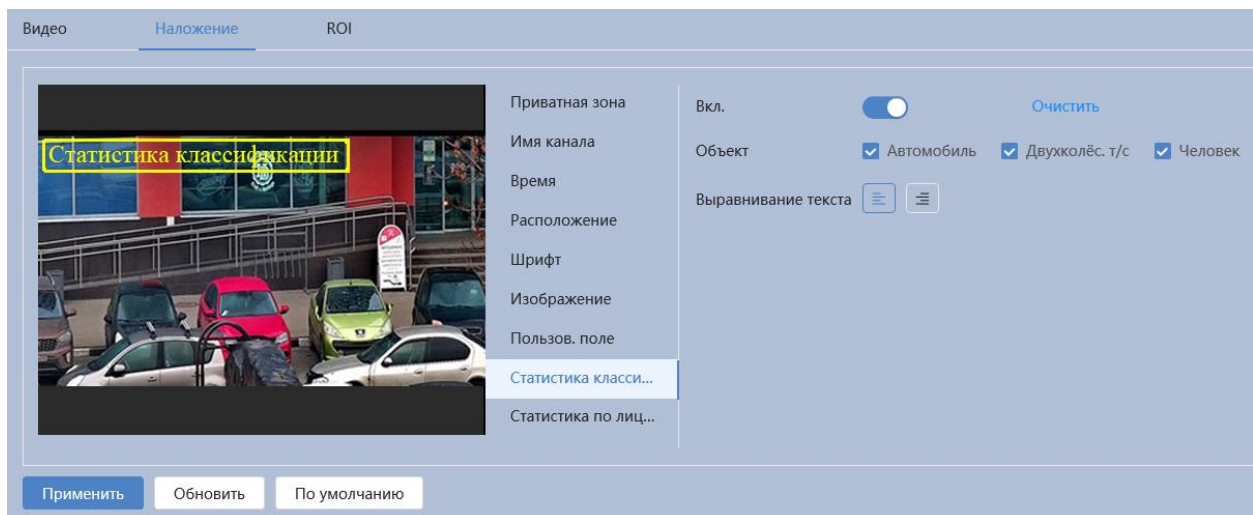 Видео Наложение ROI
Статистика классификации
Приватная зона
Имя канала
Время
Расположение
Шрифт
Изображение
Пользов. поле
Статистика класси...
Статистика по лиц...
Вкл. Очистить
Объект Автомобиль Двухколёс. т/с Человек
Выравнивание текста
Применить Обновить По умолчанию